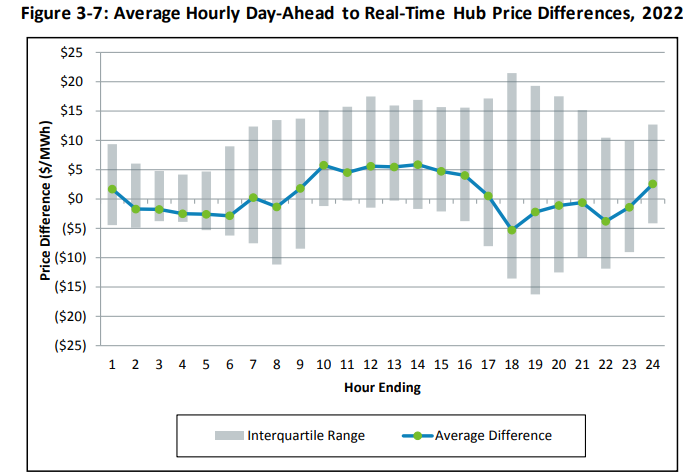 Figure 3-7: Average Hourly Day-Ahead to Real-Time Hub Price Differences, 2022
$25
$20
$15
$10
$5
$0
($5)
($10)
($15)
($20)
($25)
Price Difference ($/MWh)
1 2 3 4 5 6 7 8 9 10 11 12 13 14 15 16 17 18 19 20 21 22 23 24
Hour Ending
Interquartile Range
Average Difference